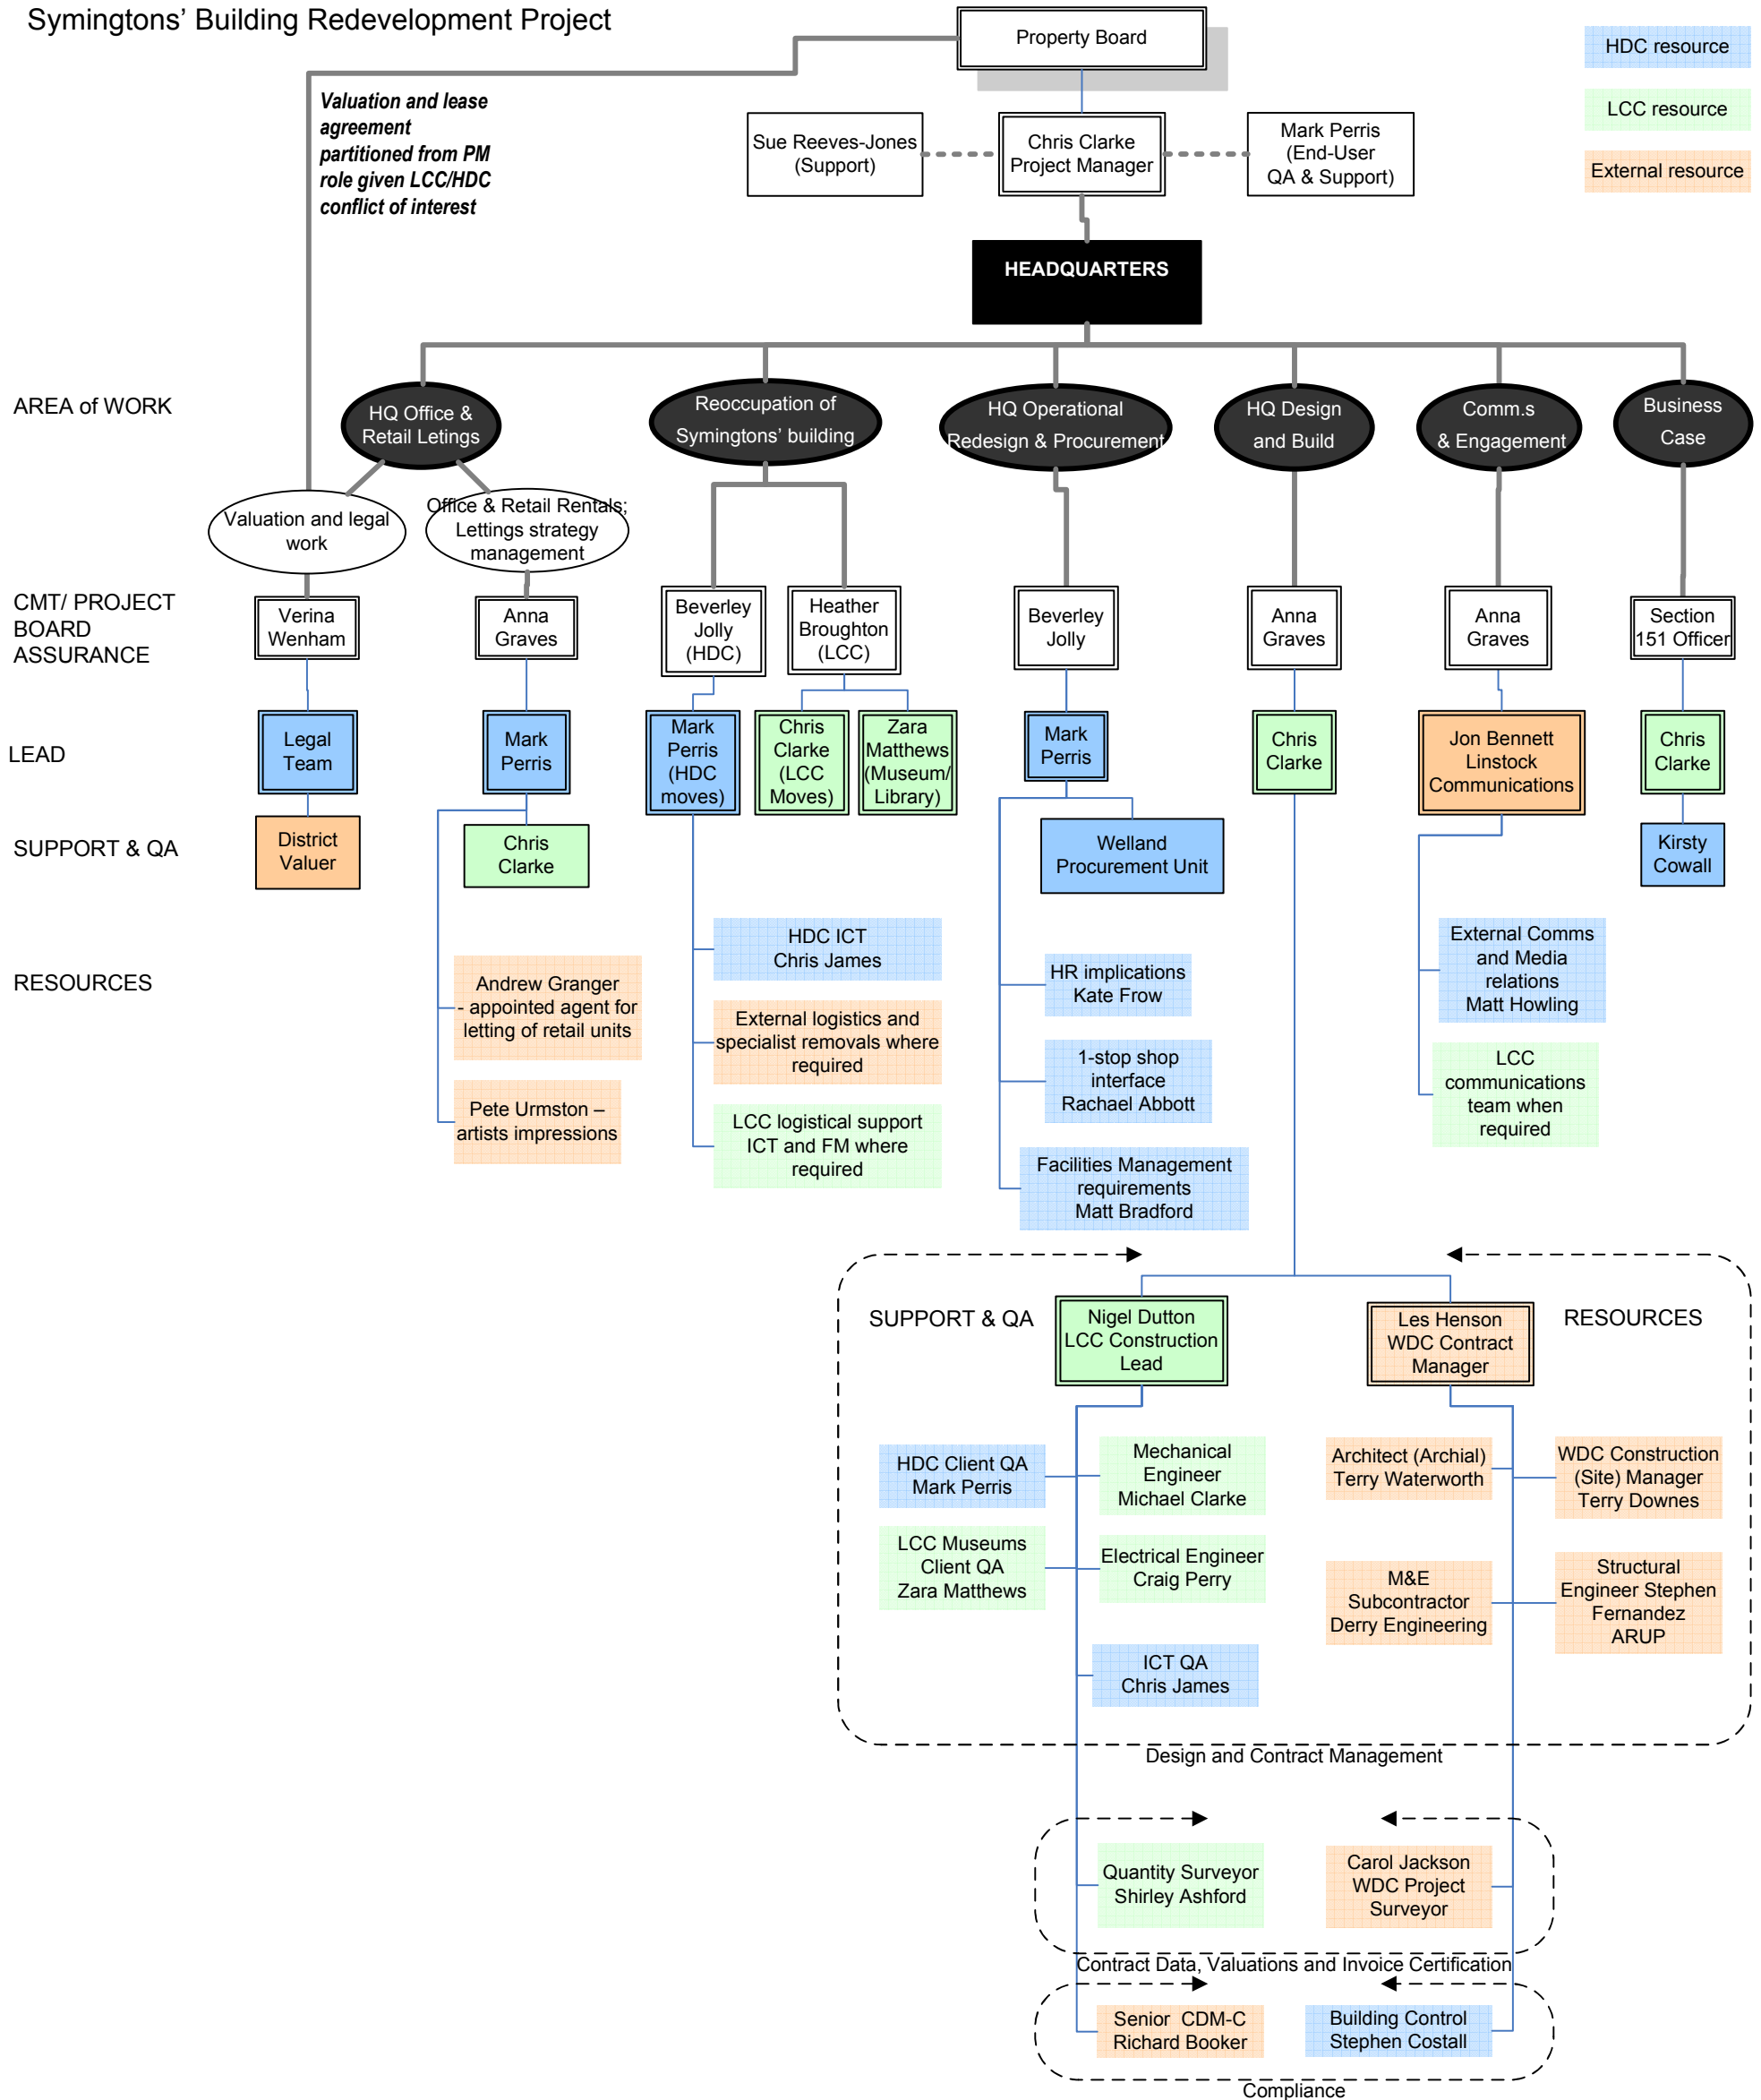 Symingtons' Building Redevelopment Project
Property Board
HDC resource
LCC resource
External resource
Valuation and lease
agreement
partitioned from PM
role given LCC/HDC
conflict of interest
Sue Reeves-Jones
(Support)
Chris Clarke
Project Manager
Mark Perris
(End-User
QA & Support)
HEADQUARTERS
AREA of WORK
HQ Office &
Retail Letings
Reoccupation of
Symingtons' building
HQ Operational
Redesign & Procurement
HQ Design
and Build
Comm.s
& Engagement
Business
Case
Valuation and legal
work
Office & Retail Rentals;
Lettings strategy
management
CMT/ PROJECT
BOARD
ASSURANCE
Verina
Wenham
Anna
Graves
Beverley
Jolly
(HDC)
Heather
Broughton
(LCC)
Beverley
Jolly
Anna
Graves
Anna
Graves
Section
151 Officer
LEAD
Legal
Team
Mark
Perris
Mark
Perris
(HDC
moves)
Chris
Clarke
(LCC
Moves)
Zara
Matthews
(Museum/
Library)
Mark
Perris
Chris
Clarke
Jon Bennett
Linstock
Communications
Chris
Clarke
SUPPORT & QA
District
Valuer
Chris
Clarke
Welland
Procurement Unit
Kirsty
Cowall
RESOURCES
Andrew Granger
- appointed agent for
letting of retail units
Pete Urmston –
artists impressions
HDC ICT
Chris James
External logistics and
specialist removals where
required
LCC logistical support
ICT and FM where
required
HR implications
Kate Frow
1-stop shop
interface
Rachael Abbott
Facilities Management
requirements
Matt Bradford
External Comms
and Media
relations
Matt Howling
LCC
communications
team when
required
SUPPORT & QA
Nigel Dutton
LCC Construction
Lead
Les Henson
WDC Contract
Manager
RESOURCES
HDC Client QA
Mark Perris
Mechanical
Engineer
Michael Clarke
Architect (Archial)
Terry Waterworth
WDC Construction
(Site) Manager
Terry Downes
LCC Museums
Client QA
Zara Matthews
Electrical Engineer
Craig Perry
M&E
Subcontractor
Derry Engineering
Structural
Engineer Stephen
Fernandez
ARUP
ICT QA
Chris James
Design and Contract Management
Quantity Surveyor
Shirley Ashford
Carol Jackson
WDC Project
Surveyor
Contract Data, Valuations and Invoice Certification
Senior CDM-C
Richard Booker
Building Control
Stephen Costall
Compliance